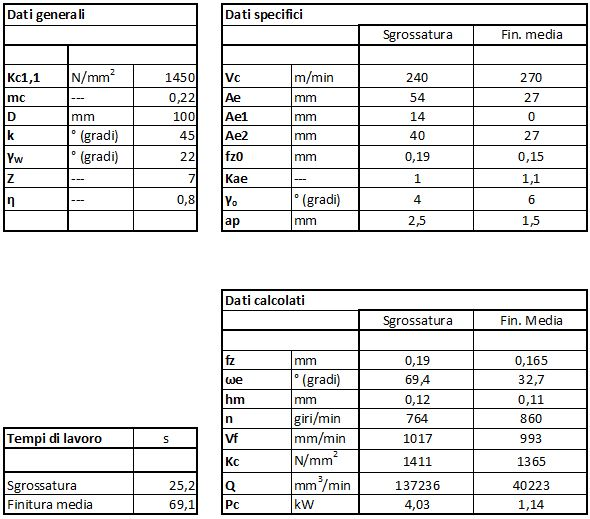 Dati generali
Kc1,1 N/mm² 1450
mc --- 0,22
D mm 100
k ° (gradi) 45
γW ° (gradi) 22
Z --- 7
η --- 0,8
Dati specifici
Sgrossatura Fin. media
Vc m/min 240 270
Ae mm 54 27
Ae1 mm 14 0
Ae2 mm 40 27
fz0 mm 0,19 0,15
Kae --- 1 1,1
γo ° (gradi) 4 6
ap mm 2,5 1,5
Dati calcolati
Sgrossatura Fin. Media
fz mm 0,19 0,165
ωe ° (gradi) 69,4 32,7
hm mm 0,12 0,11
n giri/min 764 860
Vf mm/min 1017 993
Kc N/mm² 1411 1365
Q mm³/min 137236 40223
Pc kW 4,03 1,14
Tempi di lavoro s
Sgrossatura 25,2
Finitura media 69,1